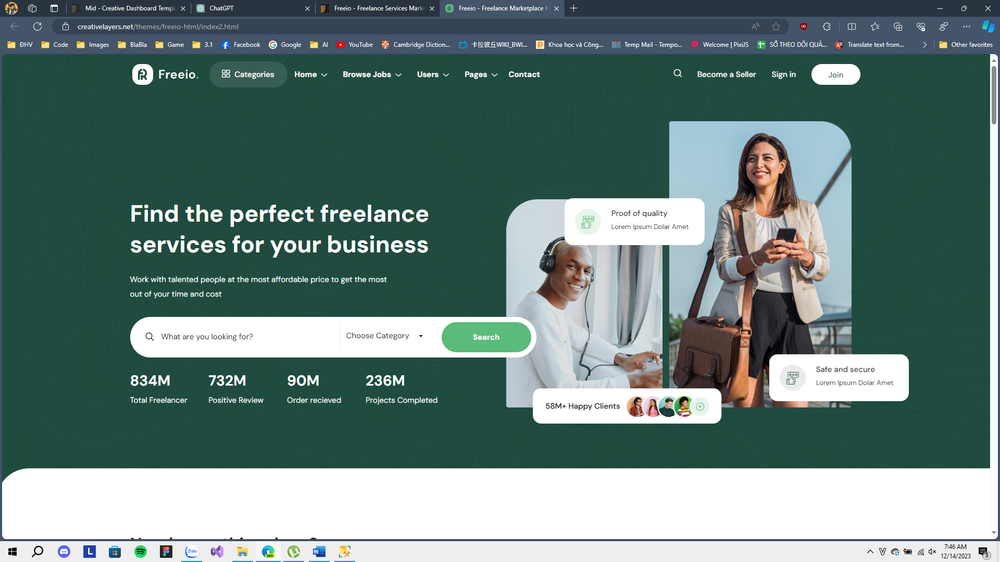 Mid - Creative Dashboard Templ
ChatGPT
Freeio - Freelance Services Marke
Freeio - Freelance Marketplace H
creativelayers.net/themes/freeio-html/index2.html
ĐHV
Code
Images
BlaBla
Game
3.1
Facebook
Google
AI
YouTube
Cambridge Diction...
卡拉彼丘WIKI_BWI...
Khoa học và Công...
Temp Mail - Tempo...
Welcome | PixiJS
SỔ THEO DÕI QUẢ...
Translate text from...
Other favorites
Freeio.
Categories
Home
Browse Jobs
Users
Pages
Contact
Become a Seller
Sign in
Join
Find the perfect freelance
services for your business
Work with talented people at the most affordable price to get the most
out of your time and cost
What are you looking for?
Choose Category
Search
834M
732M
90M
236M
Total Freelancer
Positive Review
Order recieved
Projects Completed
Proof of quality
Lorem Ipsum Dolar Amet
Safe and secure
Lorem Ipsum Dolar Amet
58M+ Happy Clients
L
Zalo
DEV
7:46 AM
12/14/2023
3